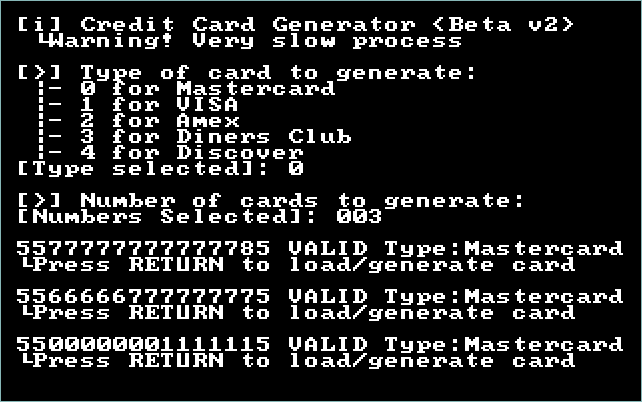 [i] Credit Card Generator <Beta v2>
└Warning! Very slow process
[>] Type of card to generate:
¦- 0 for Mastercard
¦- 1 for VISA
¦- 2 for Amex
¦- 3 for Diners Club
¦- 4 for Discover
[Type selected]: 0
[>] Number of cards to generate:
[Numbers Selected]: 003
5577777777777785 VALID Type:Mastercard
└Press RETURN to load/generate card
5566666777777775 VALID Type:Mastercard
└Press RETURN to load/generate card
5500000001111115 VALID Type:Mastercard
└Press RETURN to load/generate card